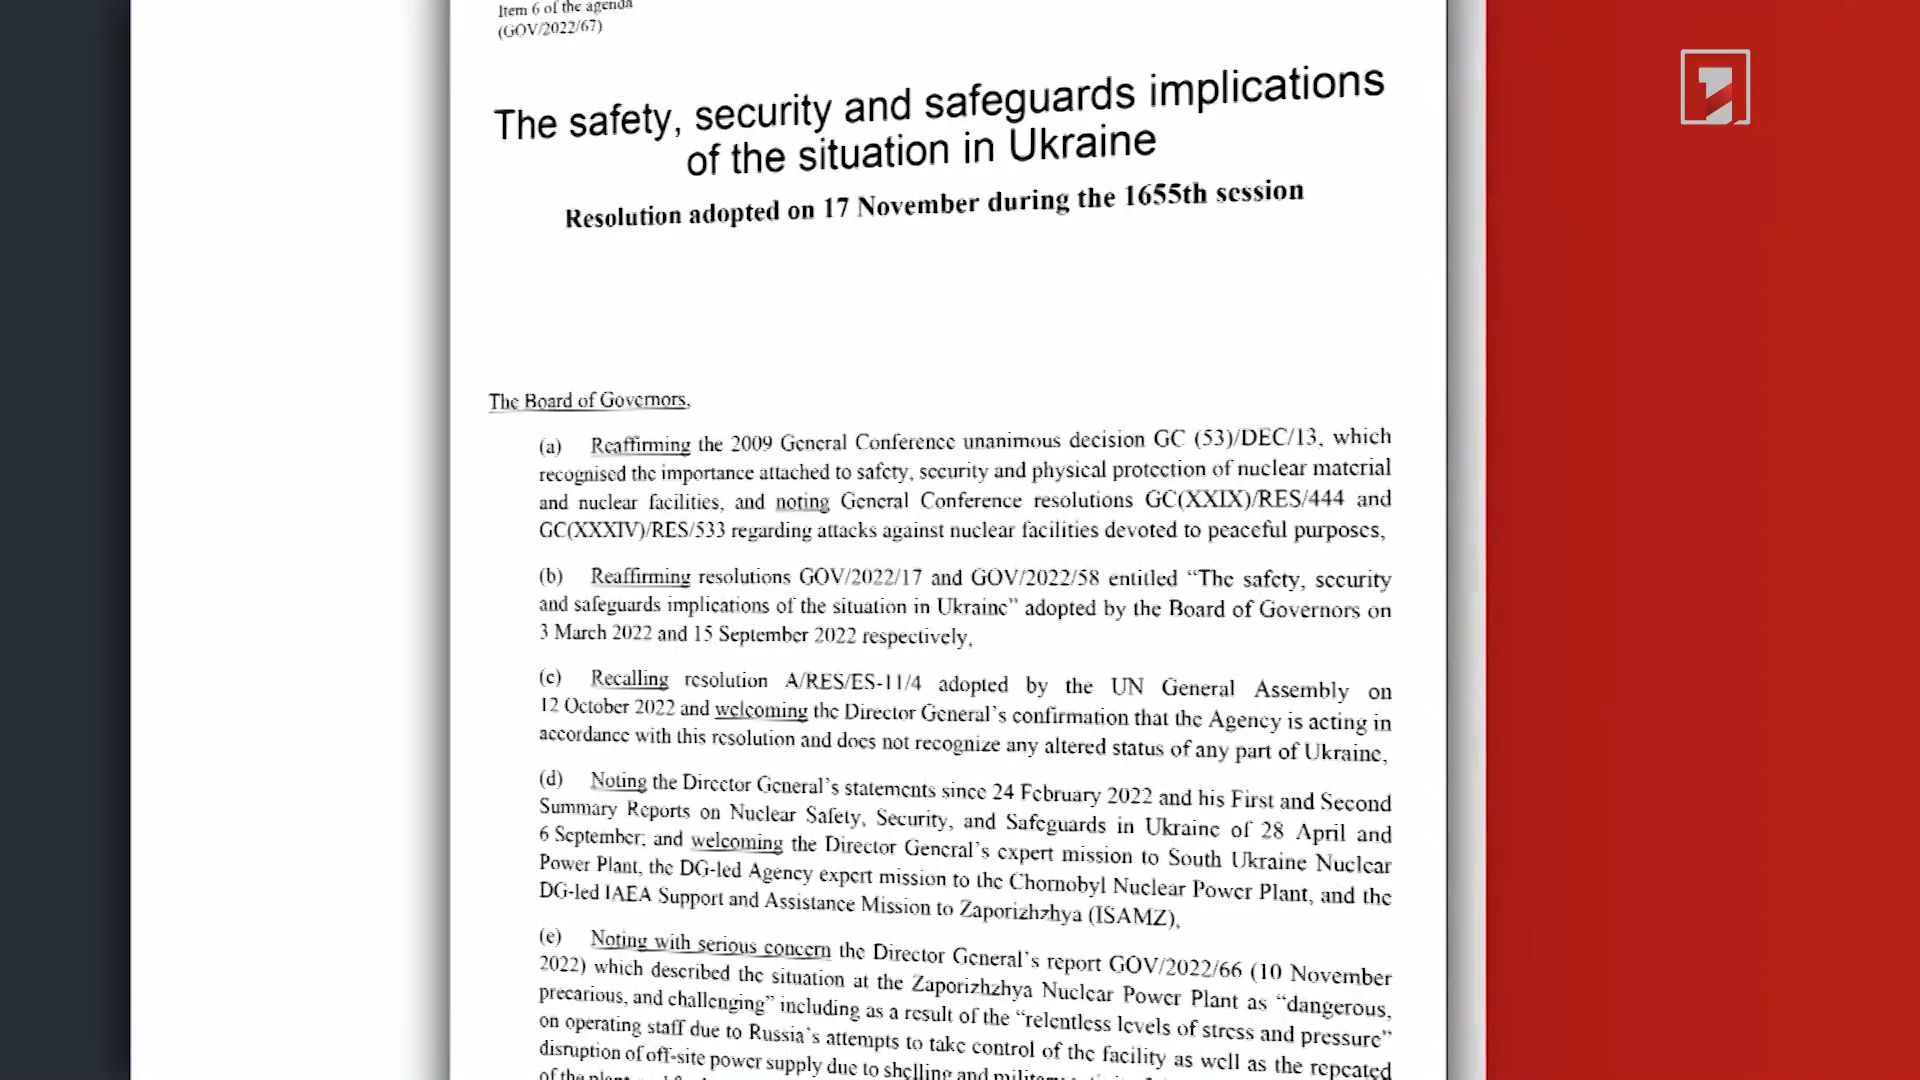 Item 6 of the agenda
(GOV/2022/67)
The safety, security and safeguards implications
of the situation in Ukraine
Resolution adopted on 17 November during the 1655th session
The Board of Governors,
(a) Reaffirming the 2009 General Conference unanimous decision GC (53)/DEC/13, which
recognised the importance attached to safety, security and physical protection of nuclear material
and nuclear facilities, and noting General Conference resolutions GC(XXIX)/RES/444 and
GC(XXXIV)/RES/533 regarding attacks against nuclear facilities devoted to peaceful purposes,
(b) Reaffirming resolutions GOV/2022/17 and GOV/2022/58 entitled “The safety, security
and safeguards implications of the situation in Ukraine” adopted by the Board of Governors on
3 March 2022 and 15 September 2022 respectively,
(c) Recalling resolution A/RES/ES-11/4 adopted by the UN General Assembly on
12 October 2022 and welcoming the Director General’s confirmation that the Agency is acting in
accordance with this resolution and does not recognize any altered status of any part of Ukraine,
(d) Noting the Director General’s statements since 24 February 2022 and his First and Second
Summary Reports on Nuclear Safety, Security, and Safeguards in Ukraine of 28 April and
6 September; and welcoming the Director General’s expert mission to South Ukraine Nuclear
Power Plant, the DG-led Agency expert mission to the Chornobyl Nuclear Power Plant, and the
DG-led IAEA Support and Assistance Mission to Zaporizhzhya (ISAMZ),
(e) Noting with serious concern the Director General’s report GOV/2022/66 (10 November
2022) which described the situation at the Zaporizhzhya Nuclear Power Plant as “dangerous,
precarious, and challenging” including as a result of the “relentless levels of stress and pressure”
on operating staff due to Russia’s attempts to take control of the facility as well as the repeated
disruption of off-site power supply due to shelling and military
of the plant